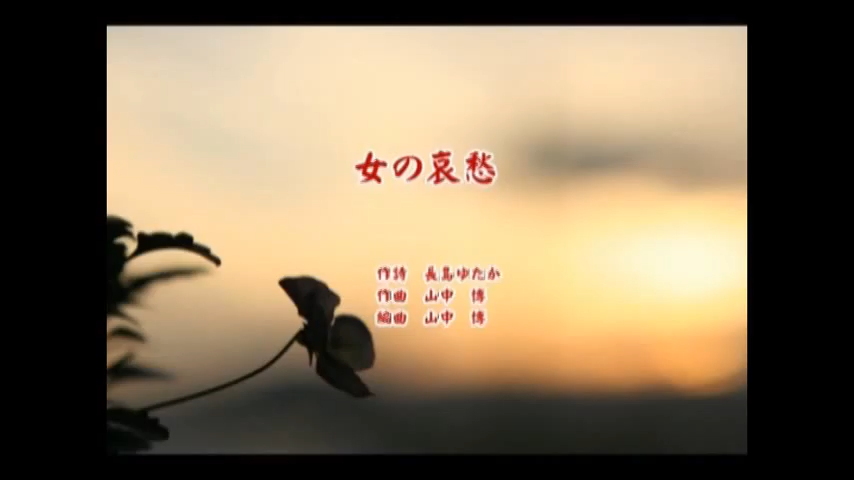 女の哀愁
作詩 長島ゆたか
作曲 山中 博
編曲 山中 博